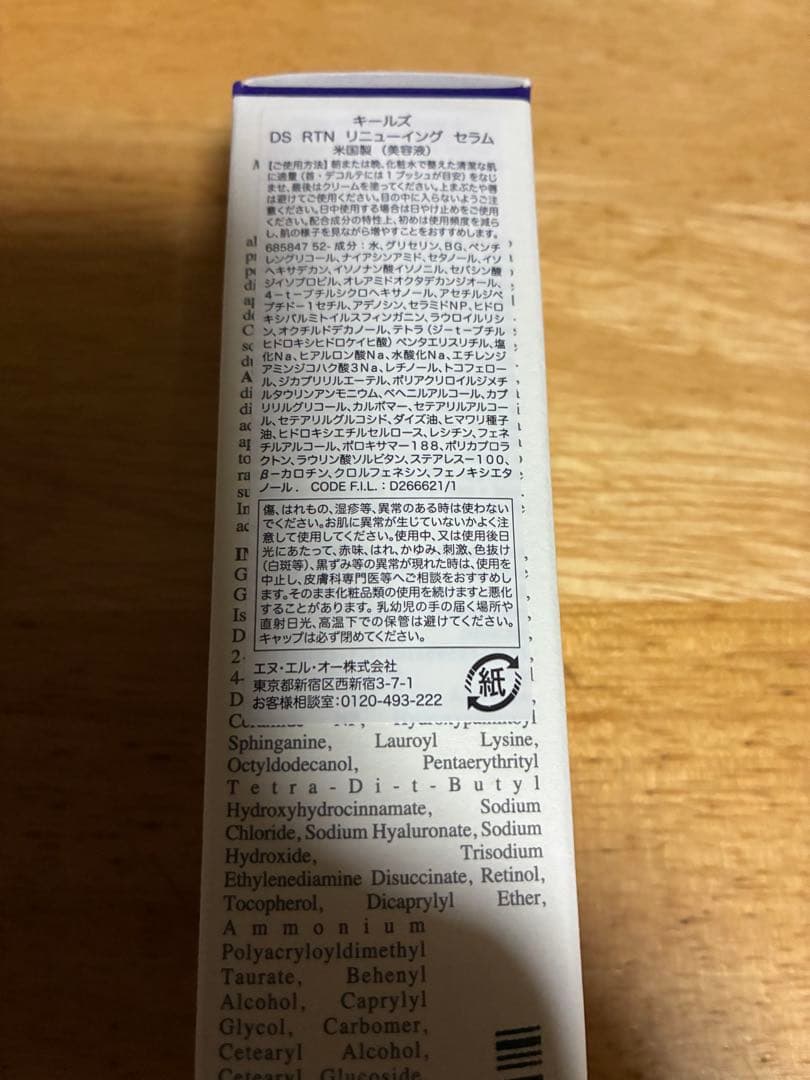 キールズ
DS RTN リニューイング セラム
米国製 (美容液)
【ご使用方法】朝または晩、化粧水で整えた清潔な肌
に適量(首・デコルテには1プッシュが目安)をなじ
ませ、最後はクリームを塗ってください。上まぶたや唇
は避けてご使用ください。目の中に入らないようご注
意ください。日中使用する場合は日やけ止めをご使用
ください。配合成分の特性上、初めは使用頻度を減ら
し、肌の様子を見ながら増やすことをおすすめします。
685847 52- 成分：水、グリセリン、BG、ペンチ
レングリコール、ナイアシンアミド、セタノール、イソ
ヘキサデカン、イソノナン酸イソノニル、セバシン酸
ジイソプロピル、オレアミドオクタデカンジオール、
4-t-ブチルシクロヘキサノール、アセチルジペ
プチド-1セチル、アデノシン、セラミドNP、ヒドロ
キシパルミトイルスフィンガニン、ラウロイルリシ
ン、オクチルドデカノール、テトラ(ジ-t-ブチル
ヒドロキシヒドロケイヒ酸)ペンタエリスリチル、塩
化Na、ヒアルロン酸Na、水酸化Na、エチレンジ
アミンジコハク酸3Na、レチノール、トコフェロー
ル、ジカプリリルエーテル、ポリアクリロイルジメチ
ルタウリンアンモニウム、ベヘニルアルコール、カプ
リリルグリコール、カルボマー、セテアリルアルコー
ル、セテアリルグルコシド、ダイズ油、ヒマワリ種子
油、ヒドロキシエチルセルロース、レシチン、フェネ
チルアルコール、ポロキサマー188、ポリカプロラ
クトン、ラウリン酸ソルビタン、ステアレス-100、
β-カロチン、クロルフェネシン、フェノキシエタ
ノール. CODE F.I.L.：D266621/1
傷、はれもの、湿疹等、異常のある時は使わない
でください。お肌に異常が生じていないかよく注
意して使用してください。使用中、又は使用後日
光にあたって、赤味、はれ、かゆみ、刺激、色抜け
(白斑等)、黒ずみ等の異常が現れた時は、使用を
中止し、皮膚科専門医等へご相談をおすすめし
ます。そのまま化粧品類の使用を続けますと悪化
することがあります。乳幼児の手の届く場所や
直射日光、高温下での保管は避けてください。
キャップは必ず閉めてください。
エヌ・エル・オー株式会社
東京都新宿区西新宿3-7-1
お客様相談室：0120-493-222
紙
Sphinganine, Lauroyl Lysine,
Octyldodecanol, Pentaerythrityl
Tetra-Di-t-Butyl
Hydroxyhydrocinnamate, Sodium
Chloride, Sodium Hyaluronate, Sodium
Hydroxide, Trisodium
Ethylenediamine Disuccinate, Retinol,
Tocopherol, Dicaprylyl Ether,
Ammonium
Polyacryloyldimethyl
Taurate, Behenyl
Alcohol, Caprylyl
Glycol, Carbomer,
Cetearyl Alcohol,
Cetearyl Glucoside